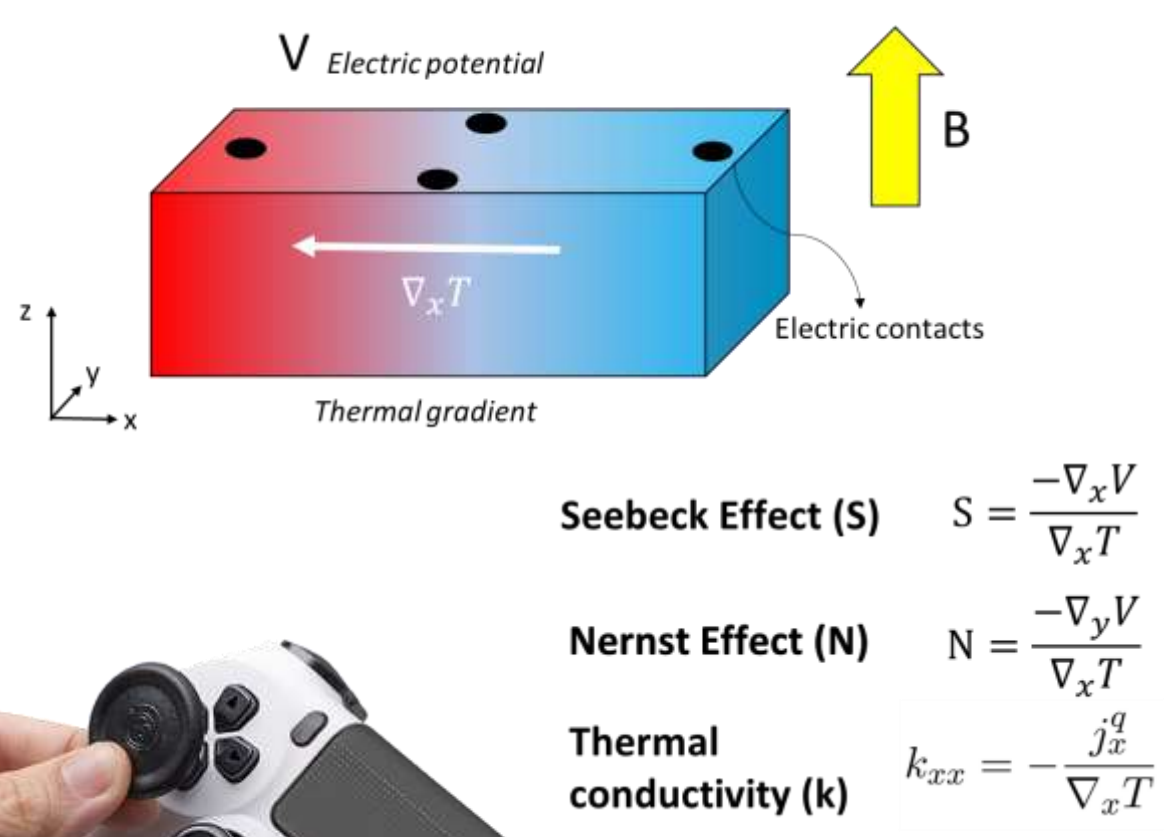 V Electric potential
B
∇ₓT
Electric contacts
z
y
x
Thermal gradient
Seebeck Effect (S) S = −∇ₓV / ∇ₓT
Nernst Effect (N) N = −∇ᵧV / ∇ₓT
Thermal
conductivity (k) kₓₓ = − jₓ^q / ∇ₓT